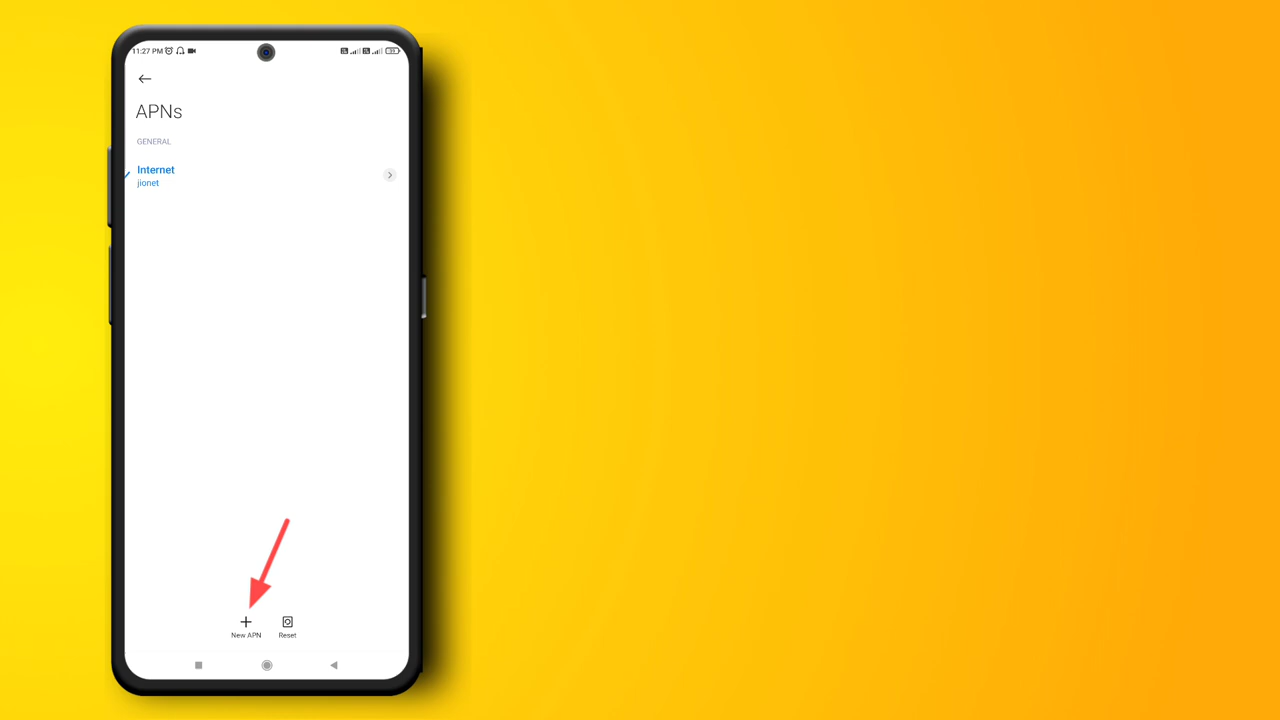 11:27 PM
APNs
GENERAL
Internet
jionet
New APN
Reset